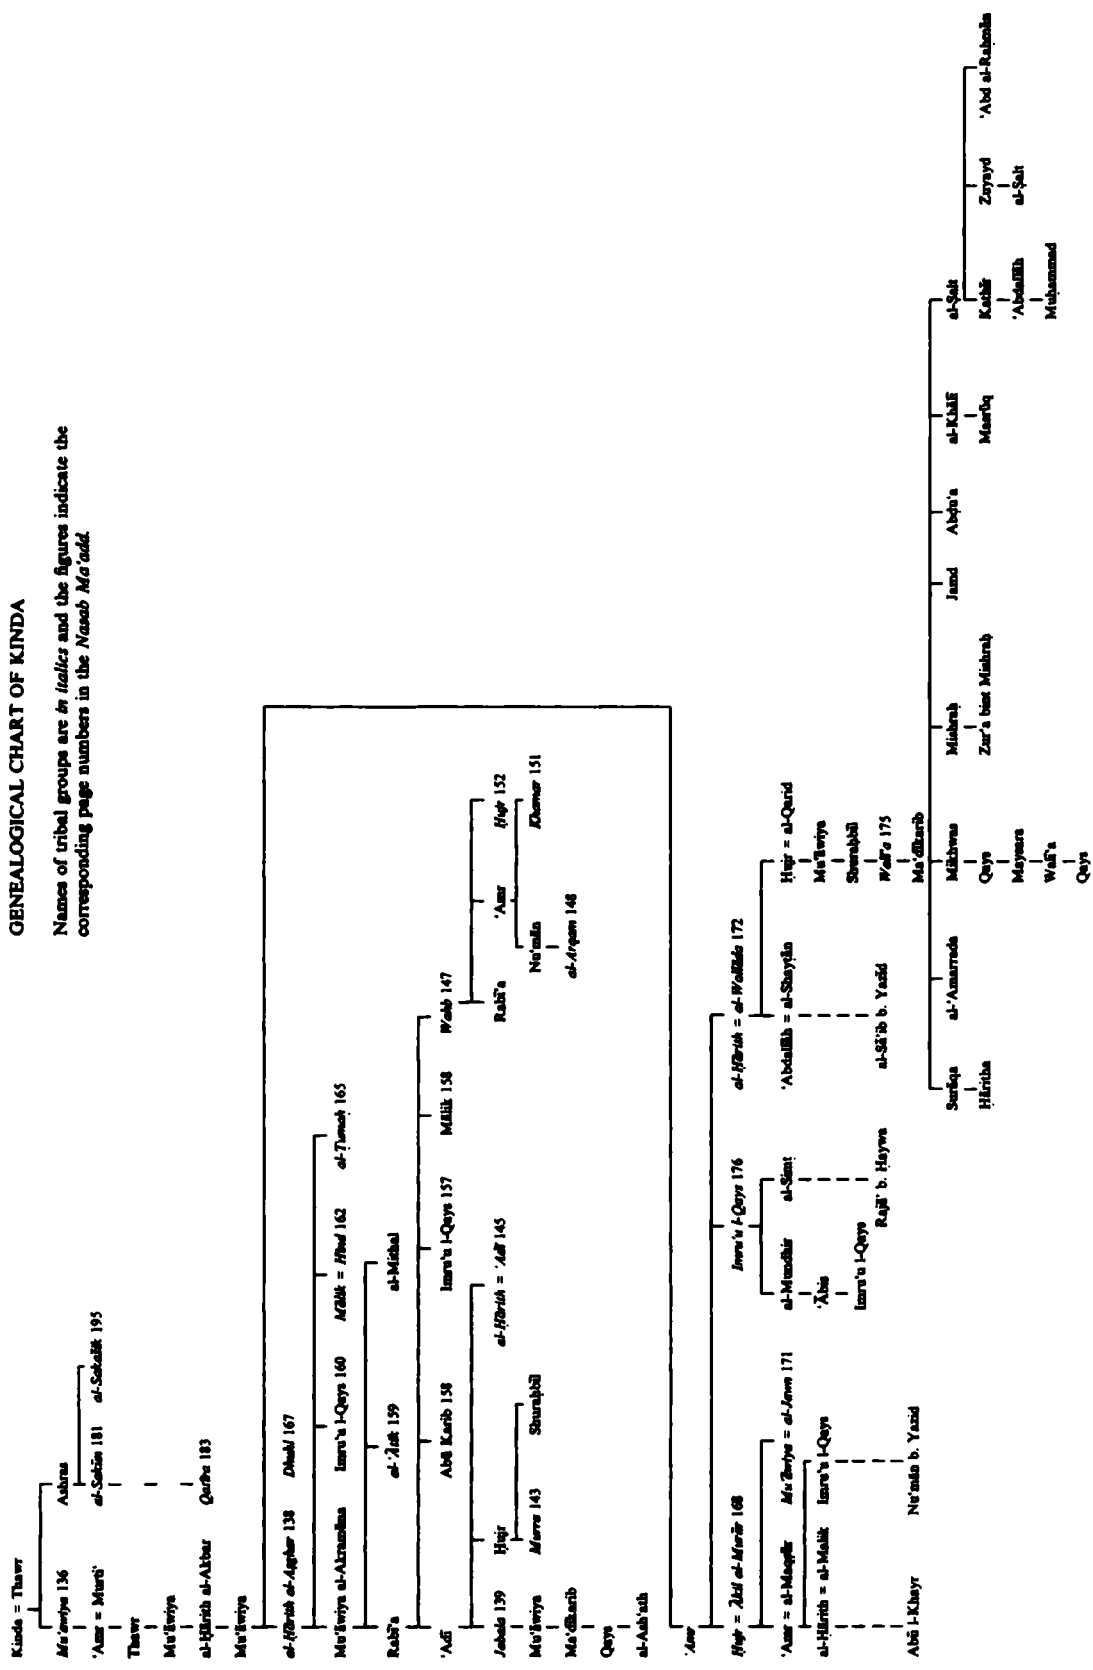 GENEALOGICAL CHART OF KINDA
Names of tribal groups are in italics and the figures indicate the
corresponding page numbers in the Nasab Ma'add.
Kinda = Thawr
Mu'āwiya 136 Ashras
'Amr = Murti' al-Sakūn 181 al-Sakāsik 195
Thawr
Mu'āwiya
al-Ḥārith al-Akbar Qatīra 183
Mu'āwiya
al-Ḥārith al-Aṣghar 138 Dhuhl 167
Mu'āwiya al-Akramīna Imru'u l-Qays 160 Mālik = Hind 162 al-Ṭumaḥ 165
Rabī'a al-'Ātik 159 al-Mithal
'Adī Abū Karib 158 Imru'u l-Qays 157 Mālik 158 Wahb 147
Jabala 139 Ḥujr al-Ḥārith = 'Adī 145 Rabī'a 'Amr Ḥujr 152
Mu'āwiya Murra 143 Shuraḥbīl Nu'mān Khamar 151
Ma'dīkarib al-Arqam 148
Qays
al-Ash'ath
'Amr
Ḥujr = Ākil al-Murār 168 Imru'u l-Qays 176 al-Ḥārith = al-Wallāda 172
'Amr = al-Maqṣūr Mu'āwiya = al-Jawn 171 al-Mundhir al-Simṭ 'Abdallāh = al-Shayṭān Ḥujr = al-Qarid
al-Ḥārith = al-Malik Imru'u l-Qays 'Ābis Mu'āwiya
Imru'u l-Qays Shuraḥbīl
Rajā' b. Ḥaywa al-Sā'ib b. Yazīd Walī'a 175
Abū l-Khayr Nu'mān b. Yazīd Ma'dīkarib
Surāqa al-'Amarrada Mikhwas Mishraḥ Jamd Abḍu'a al-Khālī al-Ṣalt
Ḥāritha Qays Zur'a bint Mishraḥ Masrūq Kathīr Zuyayd 'Abd al-Raḥmān
Maysara 'Abdallāh al-Ṣalt
Walī'a Muḥammad
Qays